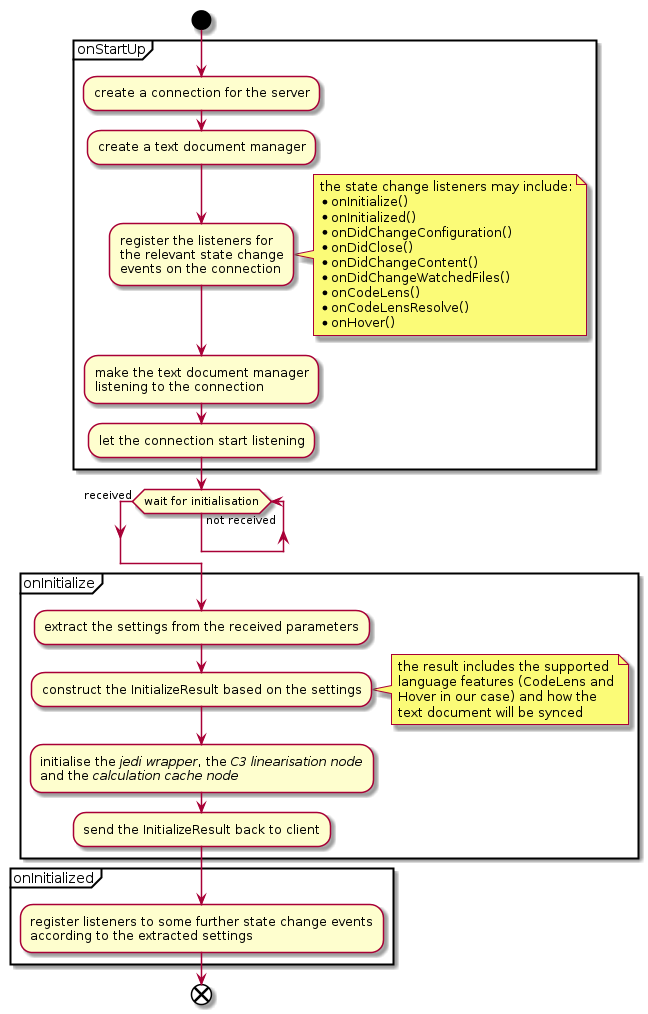 onStartUp
create a connection for the server
create a text document manager
the state change listeners may include:
• onInitialize()
• onInitialized()
• onDidChangeConfiguration()
• onDidClose()
• onDidChangeContent()
• onDidChangeWatchedFiles()
• onCodeLens()
• onCodeLensResolve()
• onHover()
register the listeners for
the relevant state change
events on the connection
make the text document manager
listening to the connection
let the connection start listening
received
wait for initialisation
not received
onInitialize
extract the settings from the received parameters
construct the InitializeResult based on the settings
the result includes the supported
language features (CodeLens and
Hover in our case) and how the
text document will be synced
initialise the jedi wrapper, the C3 linearisation node
and the calculation cache node
send the InitializeResult back to client
onInitialized
register listeners to some further state change events
according to the extracted settings